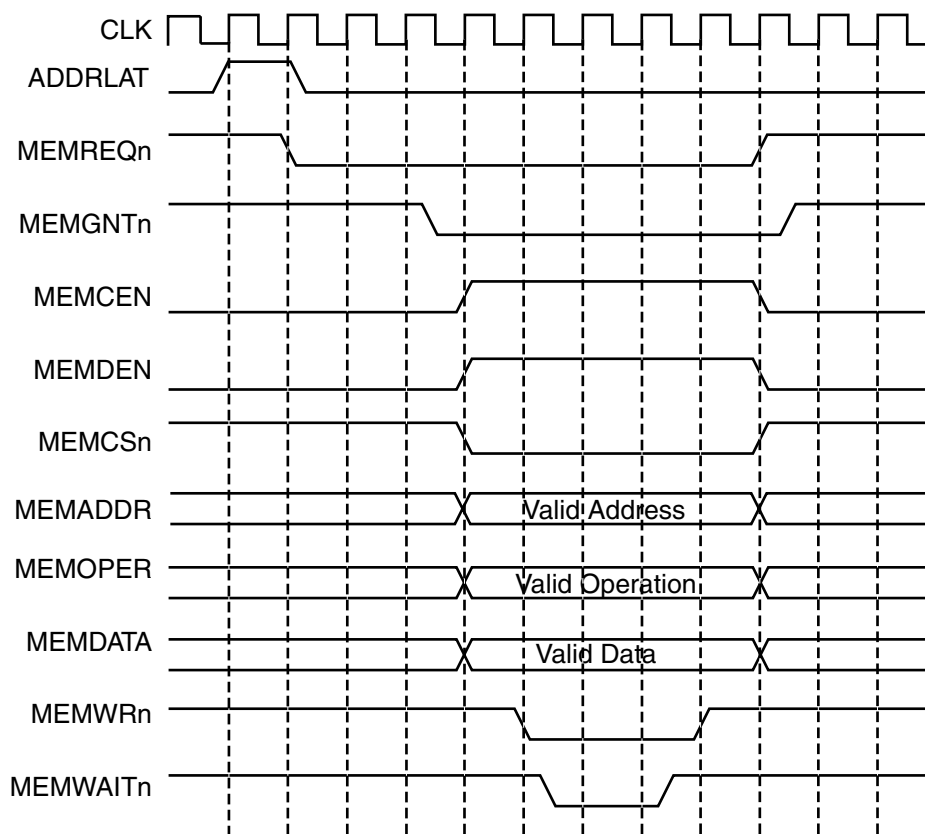 CLK
ADDRLAT
MEMREQn
MEMGNTn
MEMCEN
MEMDEN
MEMCSn
MEMADDR
Valid Address
MEMOPER
Valid Operation
MEMDATA
Valid Data
MEMWRn
MEMWAITn